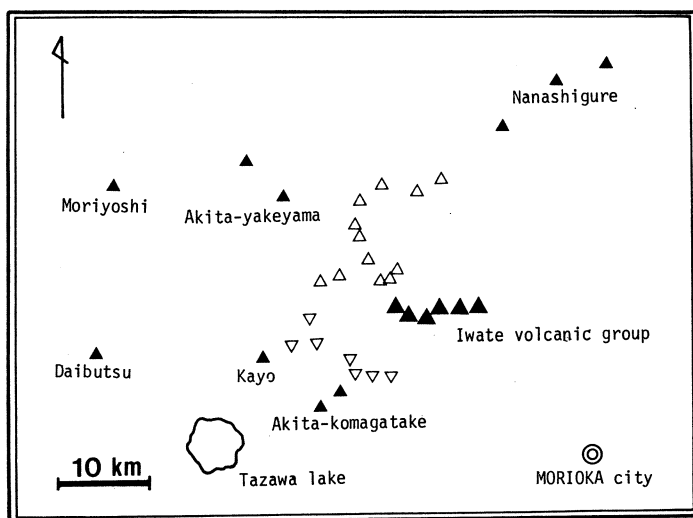 Nanashigure
Moriyoshi
Akita-yakeyama
Iwate volcanic group
Daibutsu
Kayo
Akita-komagatake
10 km
Tazawa lake
MORIOKA city